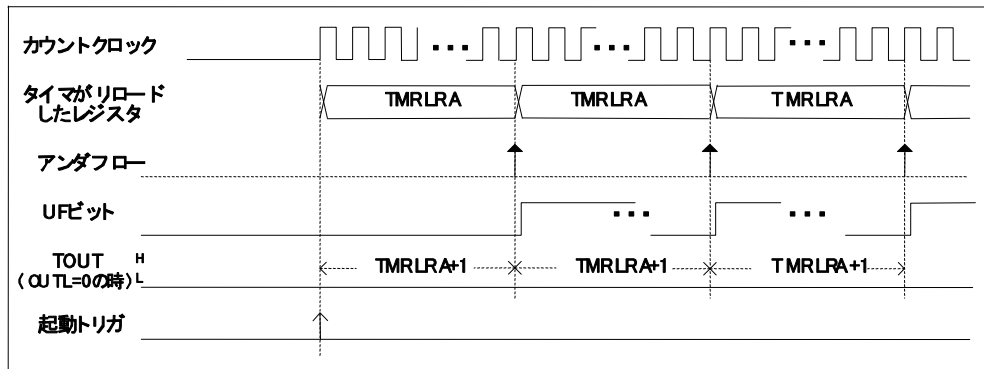 カウントクロック
タイマがリロード
したレジスタ
TMRLRA
TMRLRA
TMRLRA
アンダフロー
UFビット
TOUT H
(OUTL=0の時) L
TMRLRA+1
TMRLRA+1
TMRLRA+1
起動トリガ